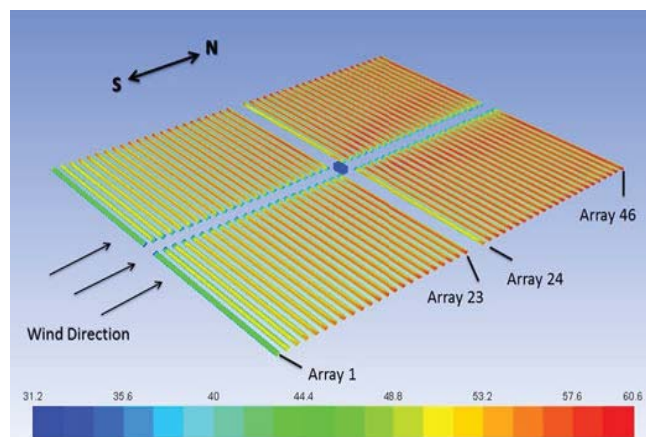 N
S
Array 46
Array 24
Array 23
Wind Direction
Array 1
31.2 35.6 40 44.4 48.8 53.2 57.6 60.6